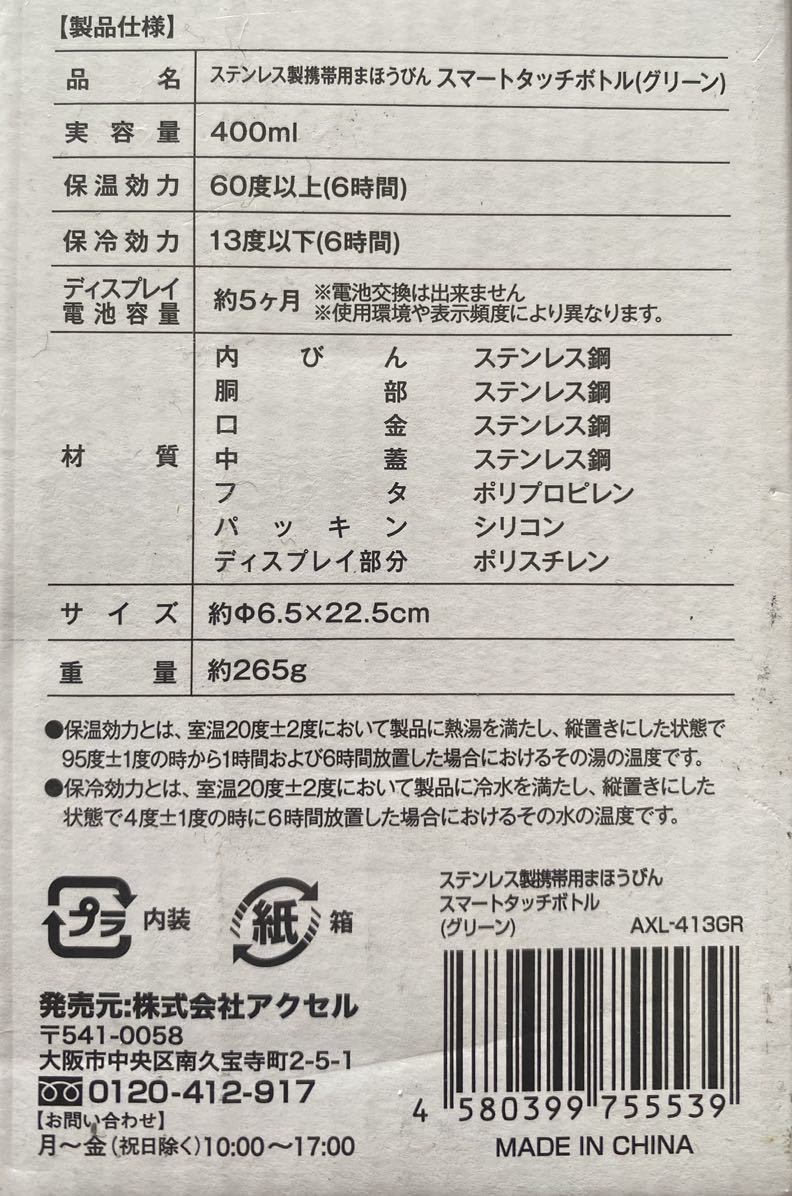 【製品仕様】
品名 ステンレス製携帯用まほうびん スマートタッチボトル(グリーン)
実容量 400ml
保温効力 60度以上(6時間)
保冷効力 13度以下(6時間)
ディスプレイ電池容量 約5ヶ月 ※電池交換は出来ません
※使用環境や表示頻度により異なります。
材質
内びん ステンレス鋼
胴部 ステンレス鋼
口金 ステンレス鋼
中蓋 ステンレス鋼
フタ ポリプロピレン
パッキン シリコン
ディスプレイ部分 ポリスチレン
サイズ 約Φ6.5×22.5cm
重量 約265g
●保温効力とは、室温20度±2度において製品に熱湯を満たし、縦置きにした状態で
95度±1度の時から1時間および6時間放置した場合におけるその湯の温度です。
●保冷効力とは、室温20度±2度において製品に冷水を満たし、縦置きにした
状態で4度±1度の時に6時間放置した場合におけるその水の温度です。
プラ 内装
紙 箱
発売元:株式会社アクセル
〒541-0058
大阪市中央区南久宝寺町2-5-1
0120-412-917
【お問い合わせ】
月～金(祝日除く)10:00～17:00
ステンレス製携帯用まほうびん
スマートタッチボトル
(グリーン) AXL-413GR
4 580399 755539
MADE IN CHINA